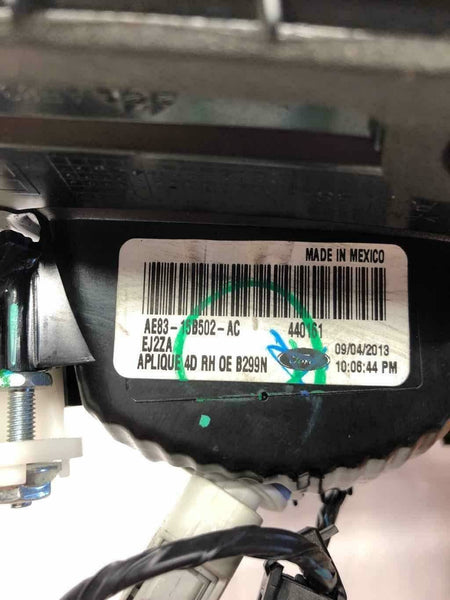 MADE IN MEXICO
AE83-13B502-AC 440161
EJ2ZA 09/04/2013
APLIQUE 4D RH OE B299N 10:06:44 PM